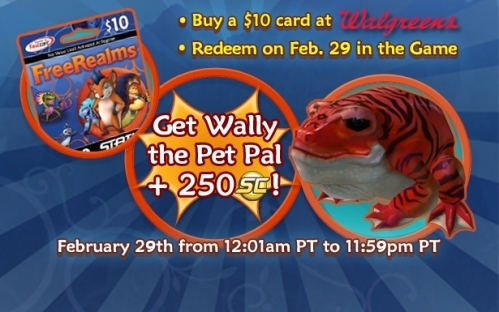 • Buy a $10 card at Walgreens
• Redeem on Feb. 29 in the Game
$10
FreeRealms
Get Wally
the Pet Pal
+ 250 SC!
February 29th from 12:01am PT to 11:59pm PT